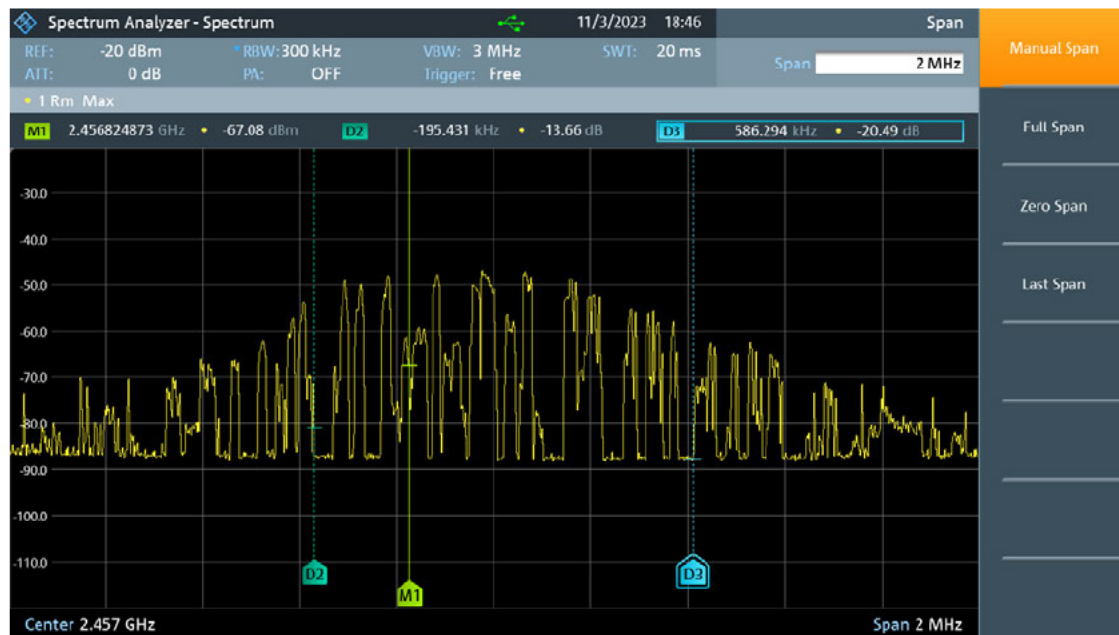 Spectrum Analyzer - Spectrum 11/3/2023 18:46 Span
REF: -20 dBm * RBW: 300 kHz VBW: 3 MHz SWT: 20 ms
ATT: 0 dB PA: OFF Trigger: Free
Span 2 MHz
• 1 Rm Max
M1 2.456824873 GHz • -67.08 dBm D2 -195.431 kHz • -13.66 dB D3 586.294 kHz • -20.49 dB
-30.0
-40.0
-50.0
-60.0
-70.0
-80.0
-90.0
-100.0
-110.0
D2
M1
D3
Center 2.457 GHz Span 2 MHz
Manual Span
Full Span
Zero Span
Last Span